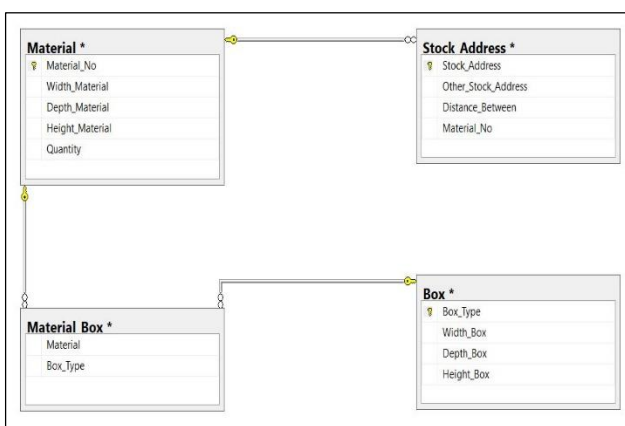 Material *
Material_No
Width_Material
Depth_Material
Height_Material
Quantity
Stock Address *
Stock_Address
Other_Stock_Address
Distance_Between
Material_No
Material Box *
Material
Box_Type
Box *
Box_Type
Width_Box
Depth_Box
Height_Box